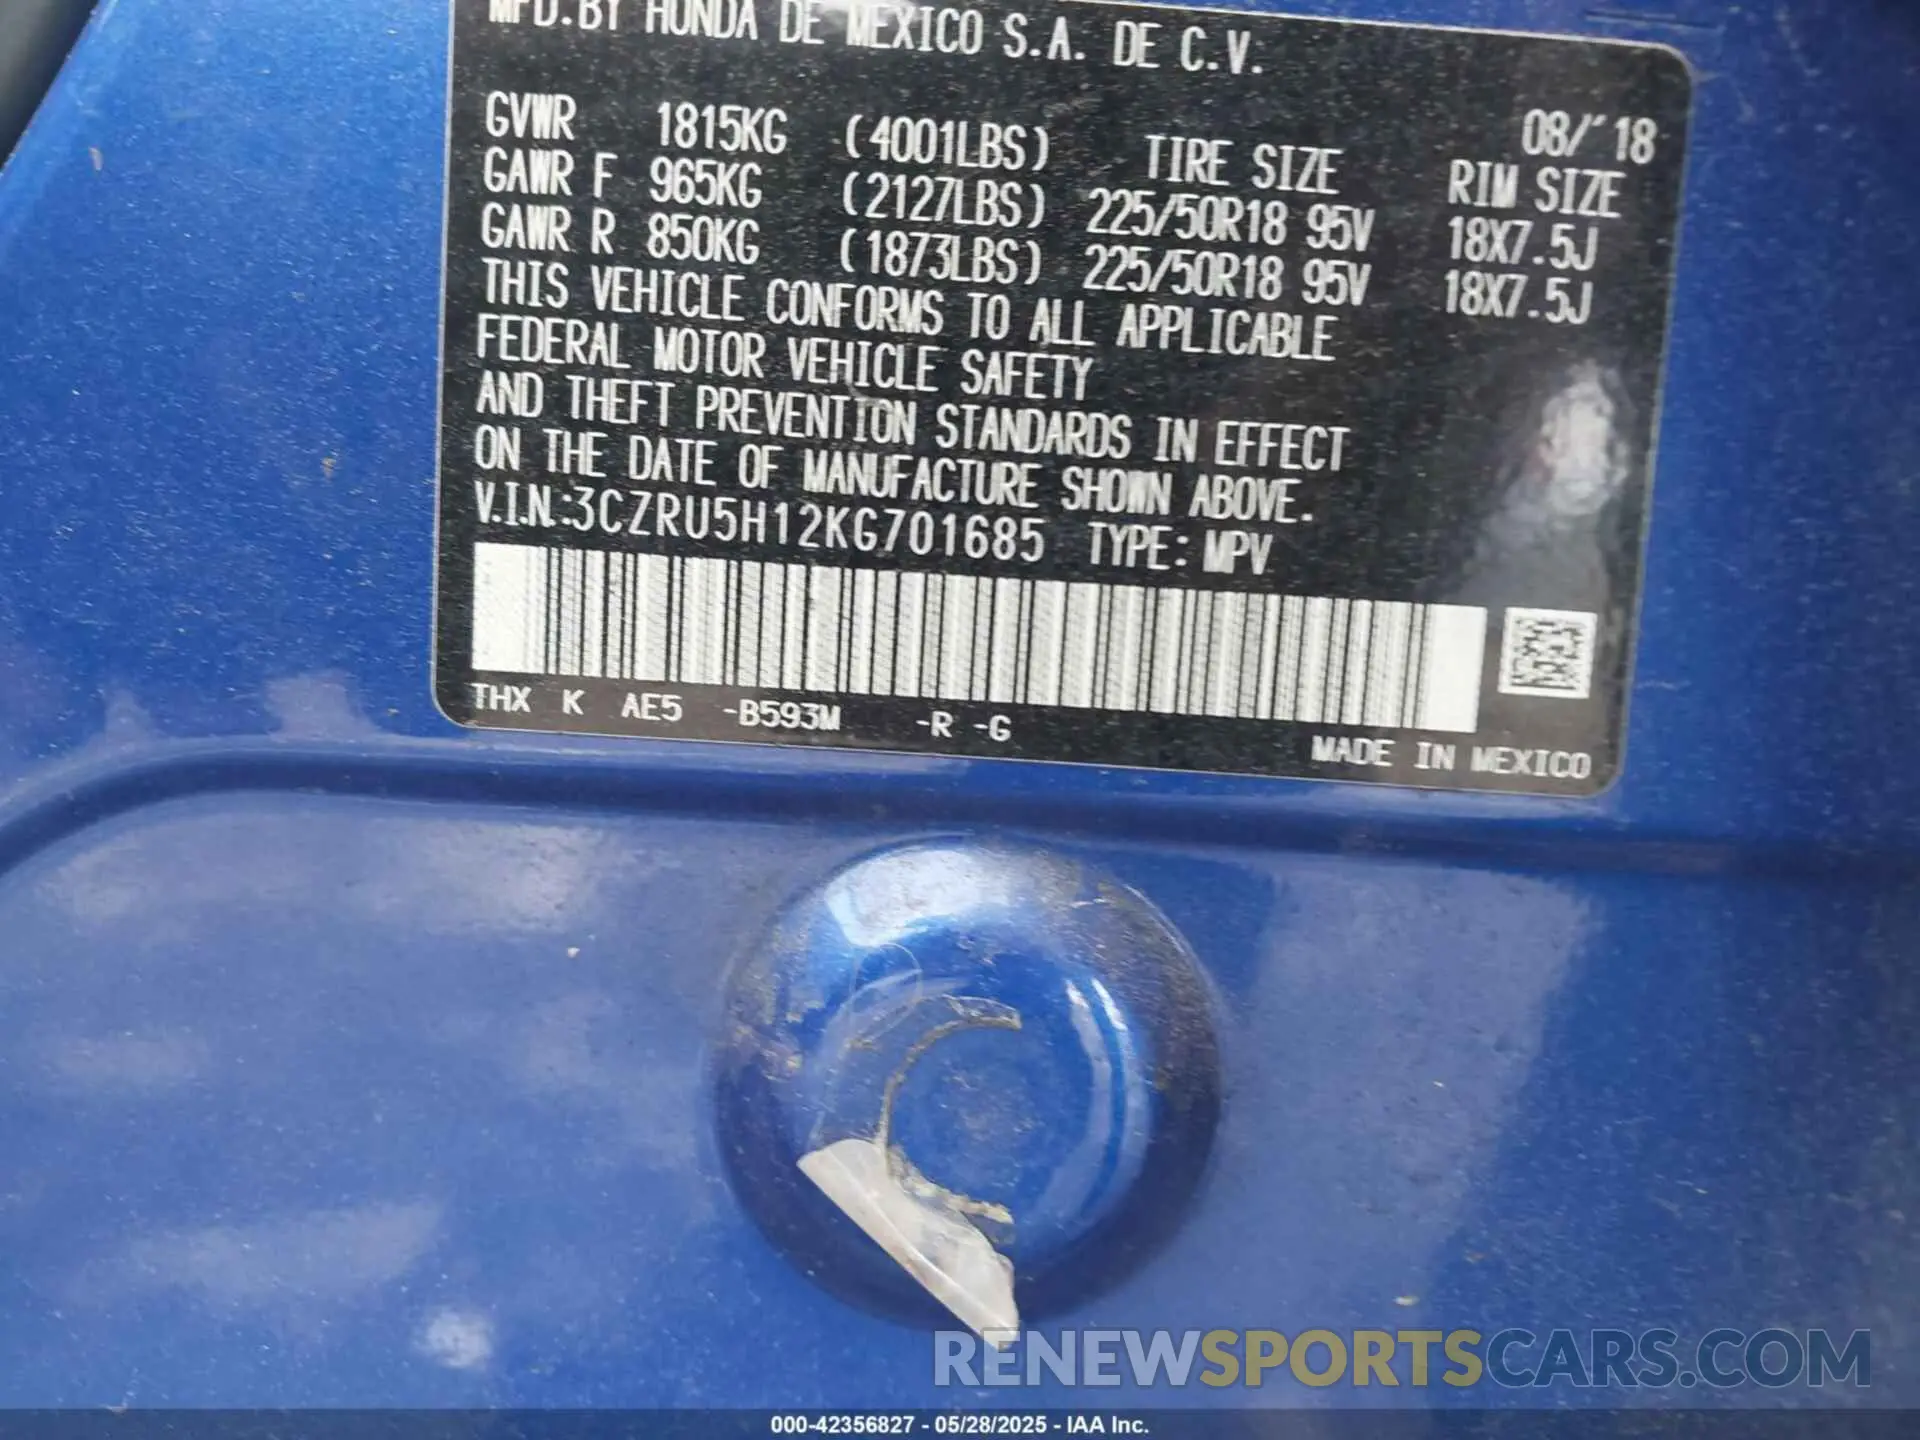 MFD.BY HONDA DE MEXICO S.A. DE C.V.
08/'18
GVWR 1815KG (4001LBS) TIRE SIZE RIM SIZE
GAWR F 965KG (2127LBS) 225/50R18 95V 18X7.5J
GAWR R 850KG (1873LBS) 225/50R18 95V 18X7.5J
THIS VEHICLE CONFORMS TO ALL APPLICABLE
FEDERAL MOTOR VEHICLE SAFETY
AND THEFT PREVENTION STANDARDS IN EFFECT
ON THE DATE OF MANUFACTURE SHOWN ABOVE.
V.I.N.:3CZRU5H12KG701685 TYPE: MPV
THX K AE5 -B593M -R -G
MADE IN MEXICO
RENEWSPORTSCARS.COM
000-42356827 - 05/28/2025 - IAA Inc.